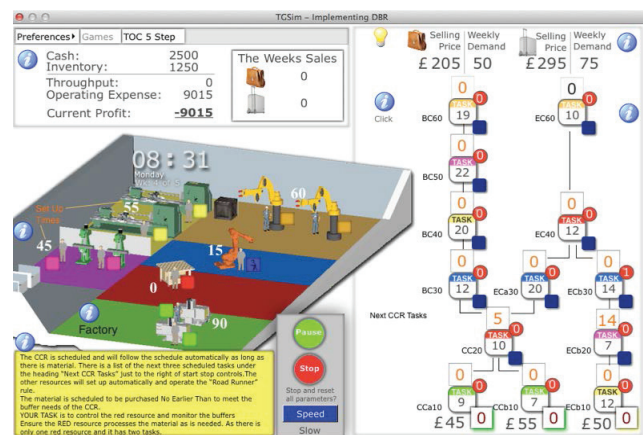 TGSim – Implementing DBR
Preferences Games TOC 5 Step
Cash: 2500
Inventory: 1250
Throughput: 0
Operating Expense: 9015
Current Profit: -9015
The Weeks Sales
0
0
Selling Price Weekly Demand Selling Price Weekly Demand
£ 205 50 £ 295 75
Click
0 0
TASK 0 TASK 0
BC60 19 EC60 10
0
TASK 0
BC50 22
0 0
TASK 0 TASK 0
BC40 20 EC40 12
0 0 0
TASK 0 TASK 0 TASK 1
BC30 12 ECa30 20 ECb30 14
Next CCR Tasks
5 14
TASK 0 TASK 0
CC20 10 ECb20 7
0 0 0
TASK TASK TASK
CCa10 9 0 CCb10 7 0 ECb10 12 0
£45 £55 £50
08:31
Monday
Set Up
Times
55
60
45
15
0
90
Factory
Pause
Stop
Stop and reset
all parameters?
Speed
Slow
The CCR is scheduled and will follow the schedule automatically as long as
there is material. There is a list of the next three scheduled tasks under
the heading "Next CCR Tasks" just to the right of start stop controls.The
other resources will set up automatically and operate the "Road Runner"
rule.
The material is scheduled to be purchased No Earlier Than to meet the
buffer needs of the CCR.
YOUR TASK is to control the red resource and monitor the buffers
Ensure the RED resource processes the material as is needed. As there is
only one red resource and it has two tasks.